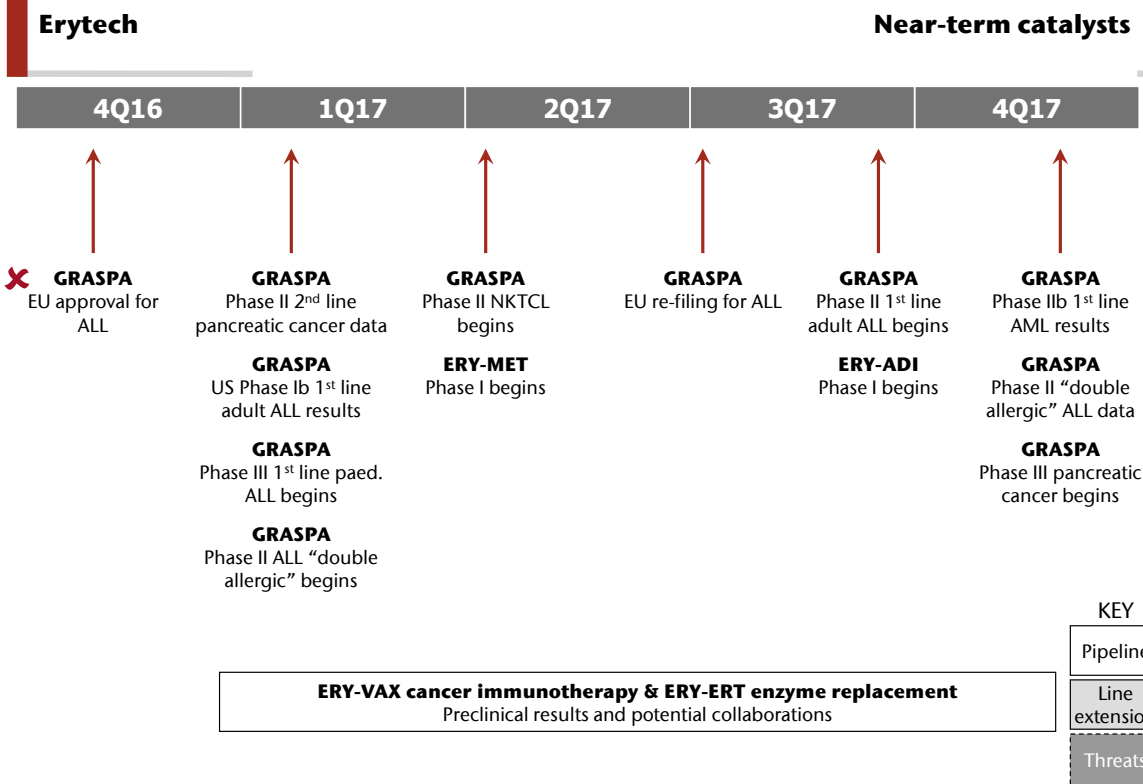 Erytech
Near-term catalysts
4Q16
1Q17
2Q17
3Q17
4Q17
GRASPA
EU approval for
ALL
GRASPA
Phase II 2nd line
pancreatic cancer data
GRASPA
US Phase Ib 1st line
adult ALL results
GRASPA
Phase III 1st line paed.
ALL begins
GRASPA
Phase II ALL “double
allergic” begins
GRASPA
Phase II NKTCL
begins
ERY-MET
Phase I begins
GRASPA
EU re-filing for ALL
GRASPA
Phase II 1st line
adult ALL begins
ERY-ADI
Phase I begins
GRASPA
Phase IIb 1st line
AML results
GRASPA
Phase II “double
allergic” ALL data
GRASPA
Phase III pancreatic
cancer begins
ERY-VAX cancer immunotherapy & ERY-ERT enzyme replacement
Preclinical results and potential collaborations
KEY
Pipeline
Line
extensio
Threats